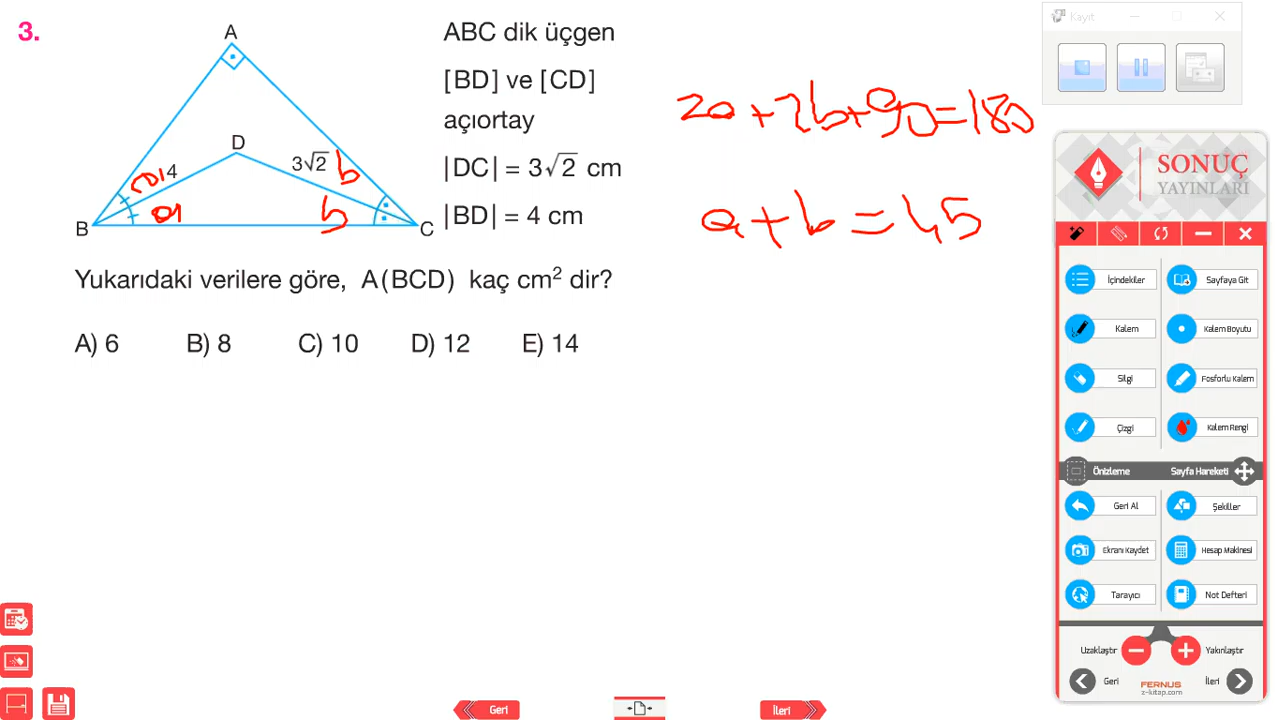 3.
A
ABC dik üçgen
[BD] ve [CD]
açıortay
|DC| = 3√2 cm
|BD| = 4 cm
D
4
3√2
b
a
a
b
B
C
2a+2b+90=180
a+b=45
Yukarıdaki verilere göre, A(BCD) kaç cm² dir?
A) 6 B) 8 C) 10 D) 12 E) 14
Kayıt
SONUÇ
YAYINLARI
İçindekiler
Sayfaya Git
Kalem
Kalem Boyutu
Silgi
Fosforlu Kalem
Çizgi
Kalem Rengi
Önizleme
Sayfa Hareketi
Geri Al
Şekiller
Ekranı Kaydet
Hesap Makinesi
Tarayıcı
Not Defteri
Uzaklaştır
Yakınlaştır
Geri
FERNUS
z-kitap.com
İleri
Geri
İleri